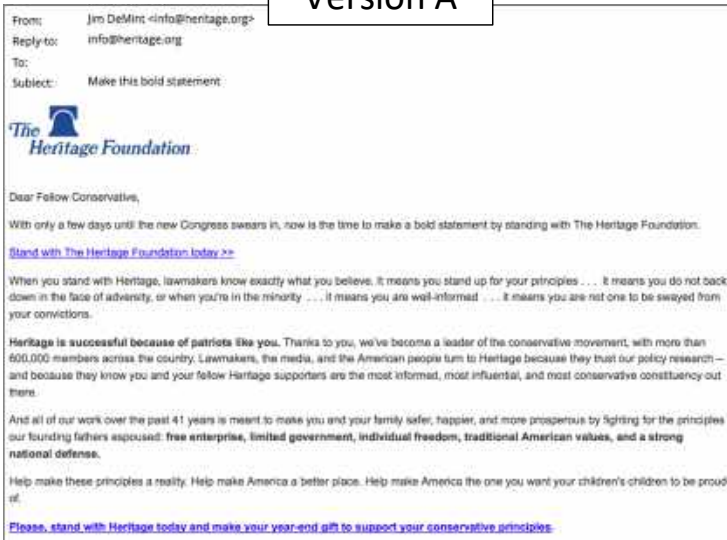 Version A
From: Jim DeMint <info@heritage.org>
Reply-to: info@heritage.org
To:
Subject: Make this bold statement
The
Heritage Foundation
Dear Fellow Conservative,
With only a few days until the new Congress swears in, now is the time to make a bold statement by standing with The Heritage Foundation.
Stand with The Heritage Foundation today >>
When you stand with Heritage, lawmakers know exactly what you believe. It means you stand up for your principles . . . it means you do not back
down in the face of adversity, or when you're in the minority . . . it means you are well-informed . . . it means you are not one to be swayed from
your convictions.
Heritage is successful because of patriots like you. Thanks to you, we've become a leader of the conservative movement, with more than
600,000 members across the country. Lawmakers, the media, and the American people turn to Heritage because they trust our policy research –
and because they know you and your fellow Heritage supporters are the most informed, most influential, and most conservative constituency out
there.
And all of our work over the past 41 years is meant to make you and your family safer, happier, and more prosperous by fighting for the principles
our founding fathers espoused: free enterprise, limited government, individual freedom, traditional American values, and a strong
national defense.
Help make these principles a reality. Help make America a better place. Help make America the one you want your children's children to be proud
of.
Please, stand with Heritage today and make your year-end gift to support your conservative principles.